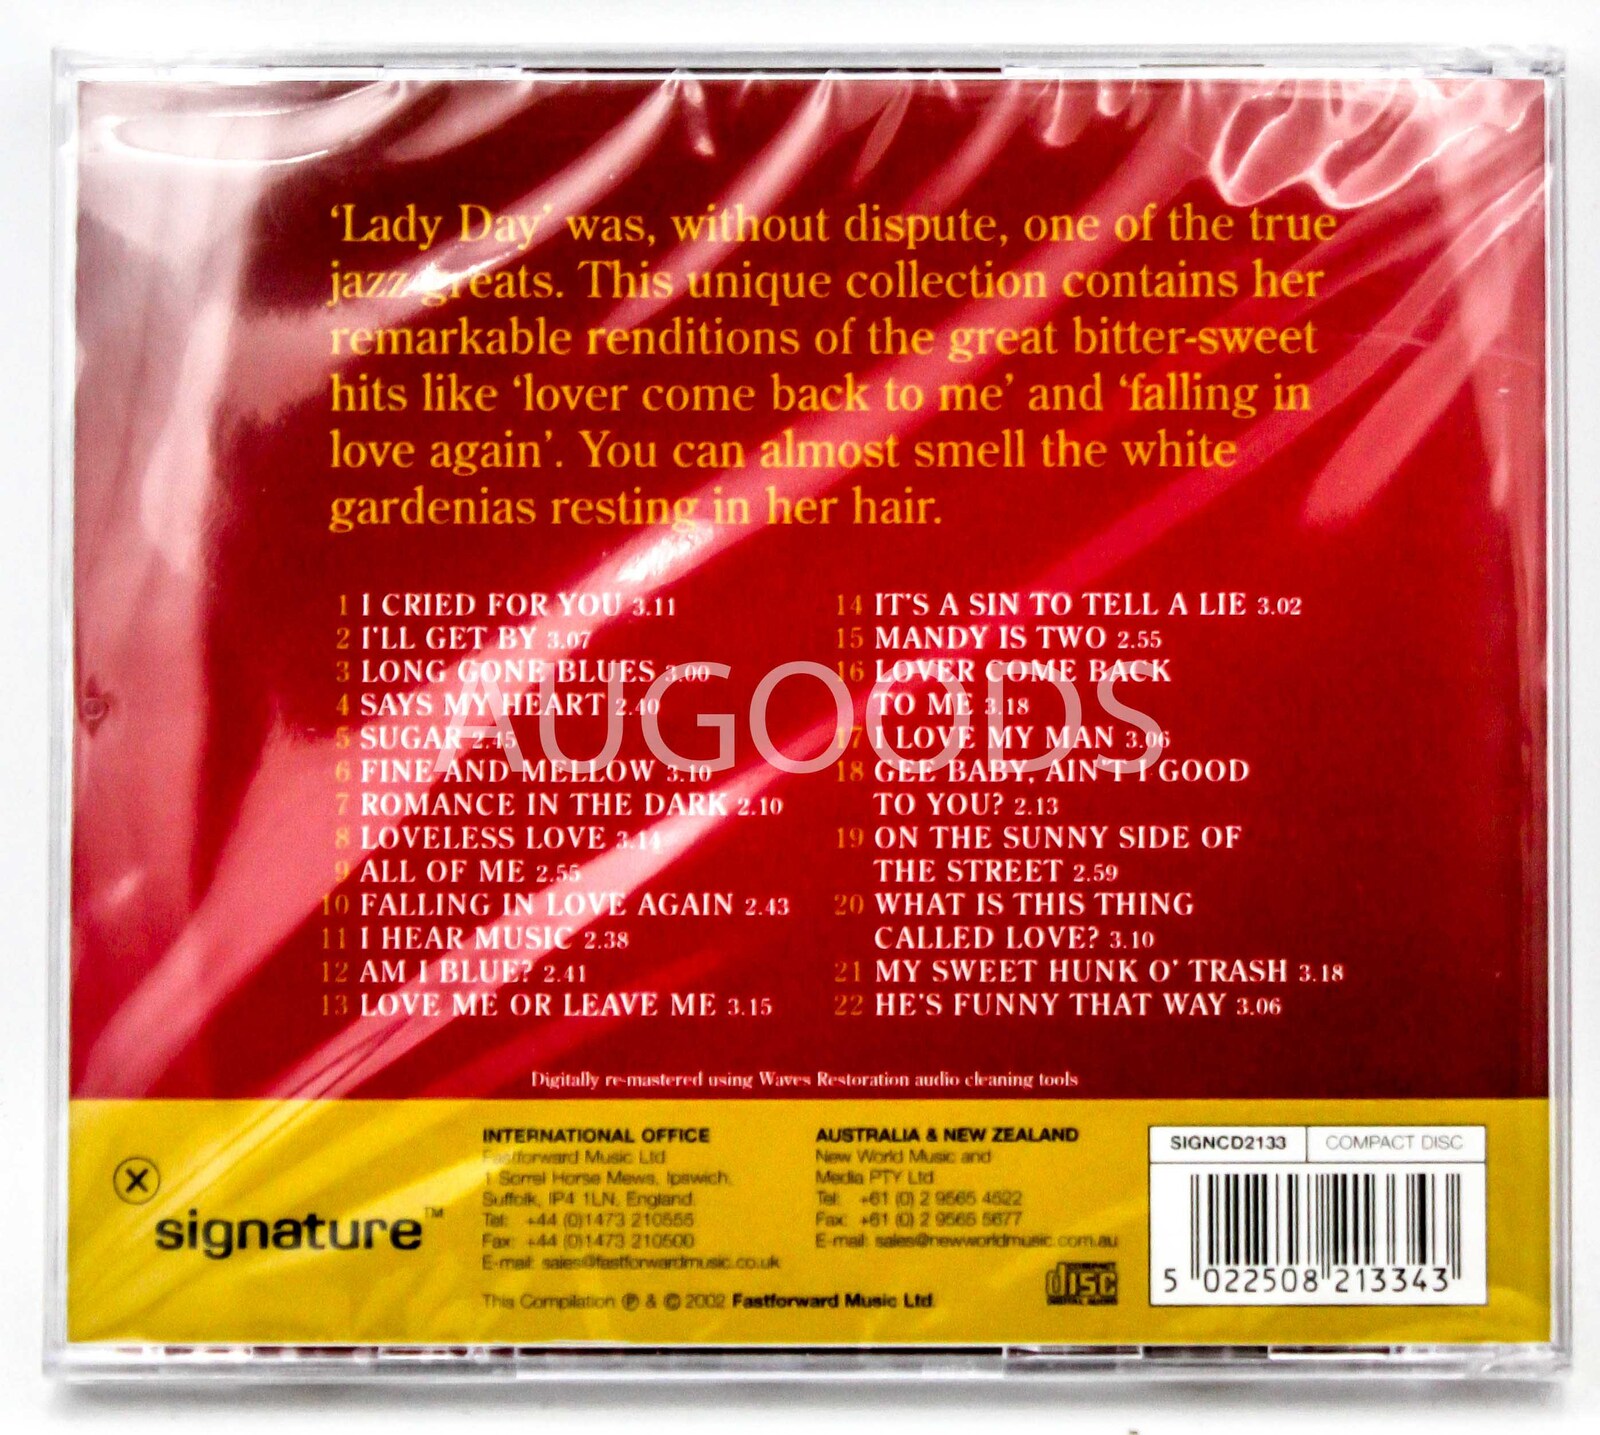 ‘Lady Day’ was, without dispute, one of the true
jazz greats. This unique collection contains her
remarkable renditions of the great bitter-sweet
hits like ‘lover come back to me’ and ‘falling in
love again’. You can almost smell the white
gardenias resting in her hair.
1 I CRIED FOR YOU 3.11
2 I'LL GET BY 3.07
3 LONG GONE BLUES 3.00
4 SAYS MY HEART 2.40
5 SUGAR 2.45
6 FINE AND MELLOW 3.10
7 ROMANCE IN THE DARK 2.10
8 LOVELESS LOVE 3.14
9 ALL OF ME 2.55
10 FALLING IN LOVE AGAIN 2.43
11 I HEAR MUSIC 2.38
12 AM I BLUE? 2.41
13 LOVE ME OR LEAVE ME 3.15
14 IT'S A SIN TO TELL A LIE 3.02
15 MANDY IS TWO 2.55
16 LOVER COME BACK
TO ME 3.18
17 I LOVE MY MAN 3.06
18 GEE BABY, AIN'T I GOOD
TO YOU? 2.13
19 ON THE SUNNY SIDE OF
THE STREET 2.59
20 WHAT IS THIS THING
CALLED LOVE? 3.10
21 MY SWEET HUNK O' TRASH 3.18
22 HE'S FUNNY THAT WAY 3.06
AUGOODS
Digitally re-mastered using Waves Restoration audio cleaning tools
signature™
INTERNATIONAL OFFICE
Fastforward Music Ltd
1 Sorrel Horse Mews, Ipswich,
Suffolk, IP4 1LN, England
Tel: +44 (0)1473 210555
Fax: +44 (0)1473 210500
E-mail: sales@fastforwardmusic.co.uk
This Compilation ℗ & © 2002 Fastforward Music Ltd
AUSTRALIA & NEW ZEALAND
New World Music and
Media PTY Ltd
Tel: +61 (0) 2 9565 4522
Fax: +61 (0) 2 9565 5677
E-mail: sales@newworldmusic.com.au
COMPACT
disc
DIGITAL AUDIO
SIGNCD2133 COMPACT DISC
5 022508 213343